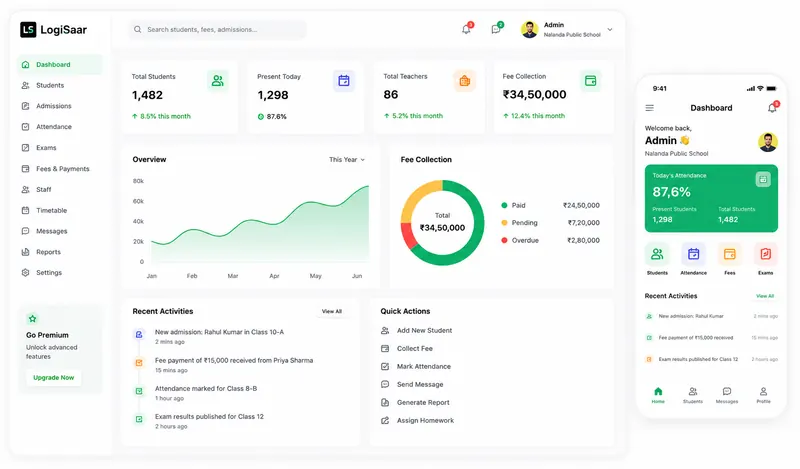 LS LogiSaar
Search students, fees, admissions...
3
2
Admin
Nalanda Public School
Dashboard
Students
Admissions
Attendance
Exams
Fees & Payments
Staff
Timetable
Messages
Reports
Settings
Go Premium
Unlock advanced
features
Upgrade Now
Total Students
1,482
↑ 8.5% this month
Present Today
1,298
87.6%
Total Teachers
86
↑ 5.2% this month
Fee Collection
₹34,50,000
↑ 12.4% this month
Overview
This Year
80k
60k
40k
20k
0
Jan Feb Mar Apr May Jun
Fee Collection
Total
₹34,50,000
Paid ₹24,50,000
Pending ₹7,20,000
Overdue ₹2,80,000
Recent Activities
View All
New admission: Rahul Kumar in Class 10-A
2 mins ago
Fee payment of ₹15,000 received from Priya Sharma
15 mins ago
Attendance marked for Class 8-B
1 hour ago
Exam results published for Class 12
2 hours ago
Quick Actions
Add New Student
Collect Fee
Mark Attendance
Send Message
Generate Report
Assign Homework
9:41
Dashboard
Welcome back,
Admin 👋
Nalanda Public School
Today's Attendance
87,6%
Present Students Total Students
1,298 1,482
Students Attendance Fees Exams
Recent Activities View All
New admission: Rahul Kumar 2 mins ago
Fee payment of ₹15,000 received 15 mins ago
Exam results published for Class 12 2 hours ago
Home Students Messages Profile